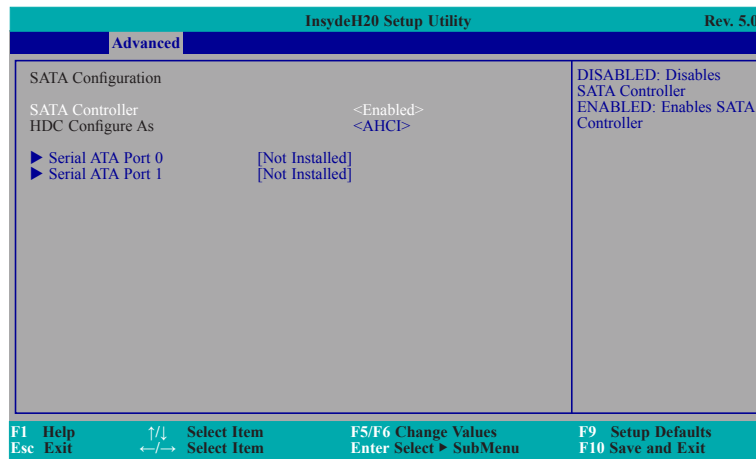 InsydeH20 Setup Utility Rev. 5.0
Advanced
SATA Configuration
SATA Controller <Enabled>
HDC Configure As <AHCI>
▶ Serial ATA Port 0 [Not Installed]
▶ Serial ATA Port 1 [Not Installed]
DISABLED: Disables
SATA Controller
ENABLED: Enables SATA
Controller
F1 Help ↑/↓ Select Item F5/F6 Change Values F9 Setup Defaults
Esc Exit ←/→ Select Item Enter Select ▶ SubMenu F10 Save and Exit